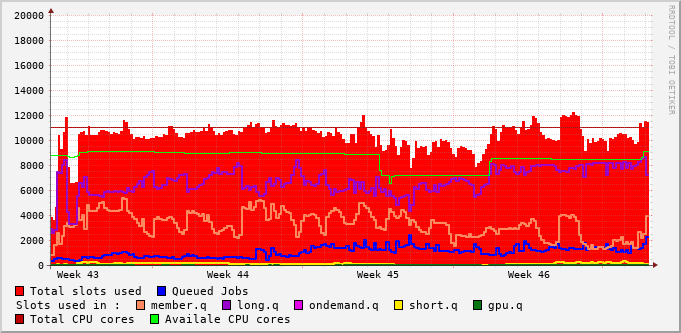 20000
18000
16000
14000
12000
10000
8000
6000
4000
2000
0
Week 43 Week 44 Week 45 Week 46
RRDTOOL / TOBI OETIKER
Total slots used Queued Jobs
Slots used in : member.q long.q ondemand.q short.q gpu.q
Total CPU cores Availale CPU cores